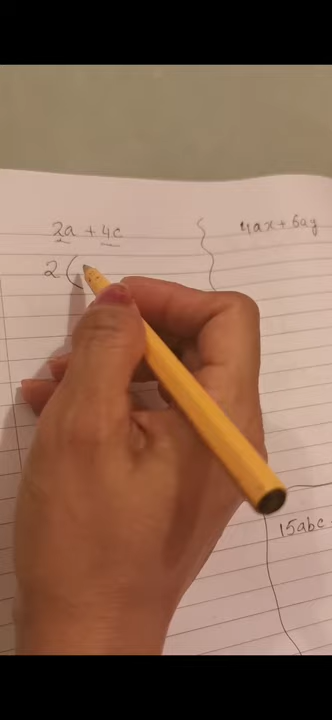 2a + 4c
2 (
4ax + 6ay
15abc